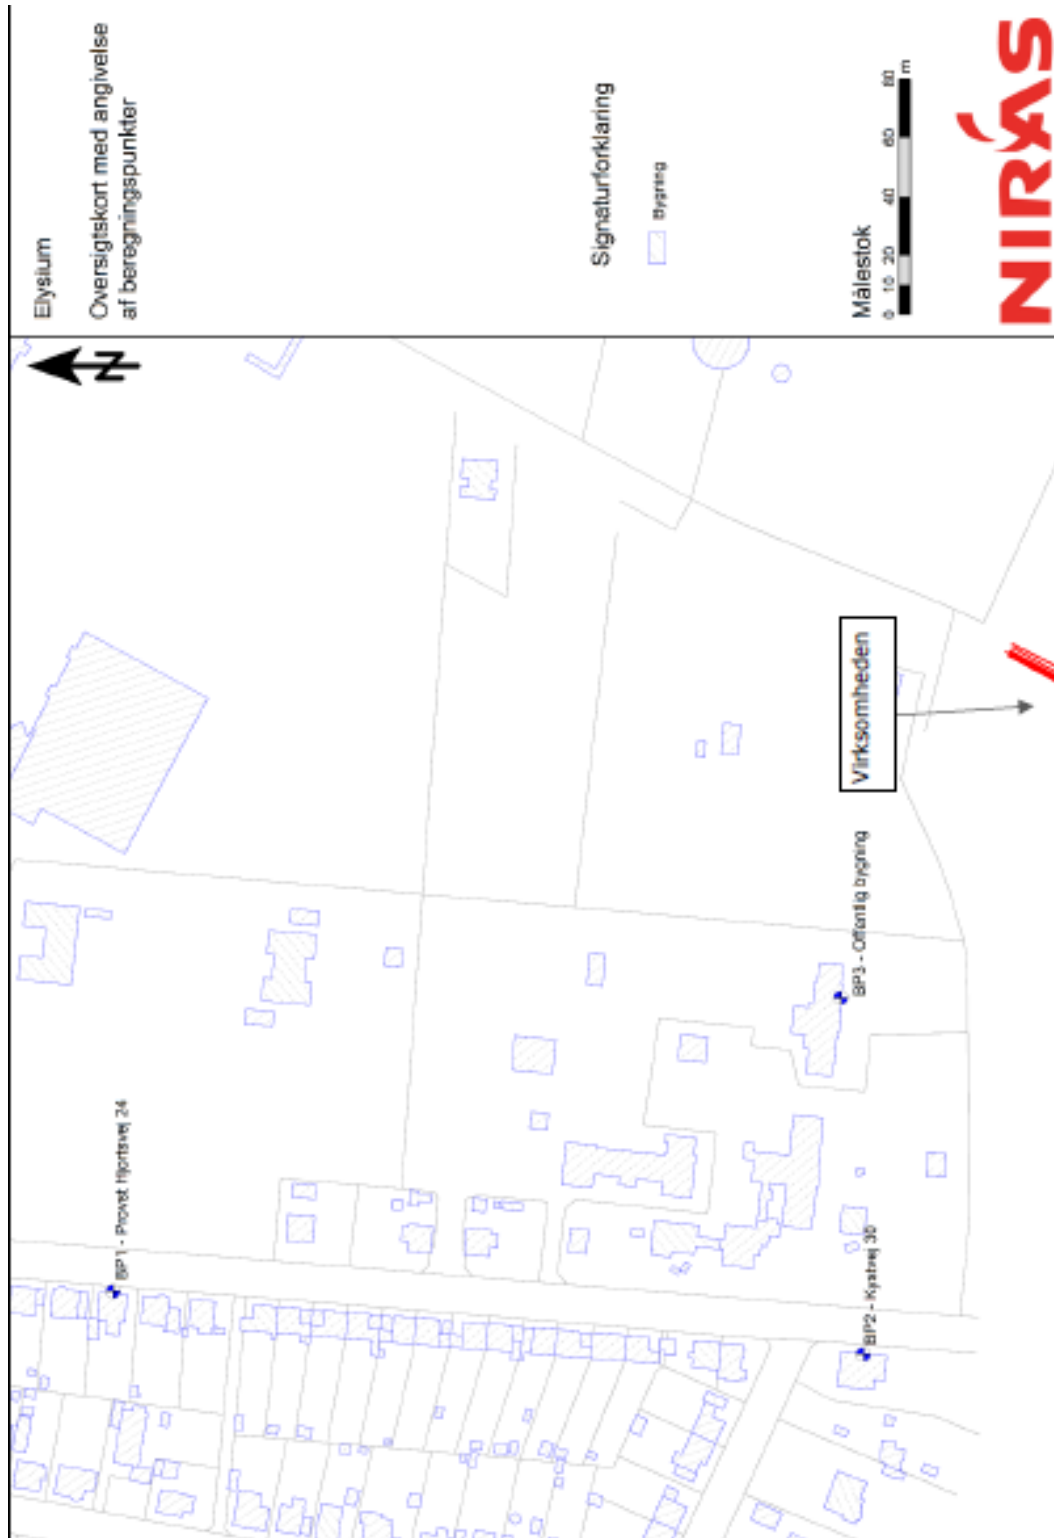 Elysium
Oversigtskort med angivelse
af beregningspunkter
Signaturforklaring
Bygning
Målestok
0 10 20 40 60 80
m
NIRAS
N
Virksomheden
BP1 - Provst Hjortsvej 24
BP3 - Offentlig bygning
BP2 - Kystvej 30